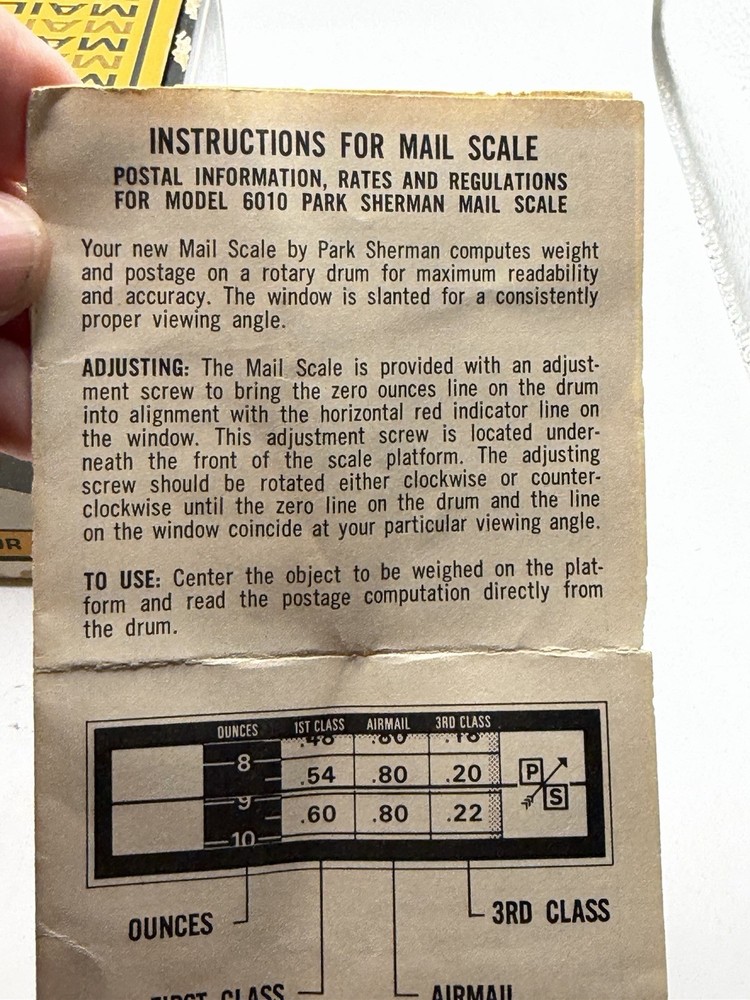 MAIL
MAIL
MAIL
INSTRUCTIONS FOR MAIL SCALE
POSTAL INFORMATION, RATES AND REGULATIONS
FOR MODEL 6010 PARK SHERMAN MAIL SCALE
Your new Mail Scale by Park Sherman computes weight
and postage on a rotary drum for maximum readability
and accuracy. The window is slanted for a consistently
proper viewing angle.
ADJUSTING: The Mail Scale is provided with an adjust-
ment screw to bring the zero ounces line on the drum
into alignment with the horizontal red indicator line on
the window. This adjustment screw is located under-
neath the front of the scale platform. The adjusting
screw should be rotated either clockwise or counter-
clockwise until the zero line on the drum and the line
on the window coincide at your particular viewing angle.
TO USE: Center the object to be weighed on the plat-
form and read the postage computation directly from
the drum.
OUNCES 1ST CLASS AIRMAIL 3RD CLASS
8 .54 .80 .20
P
S
9 .60 .80 .22
10
OUNCES
3RD CLASS
FIRST CLASS
AIRMAIL